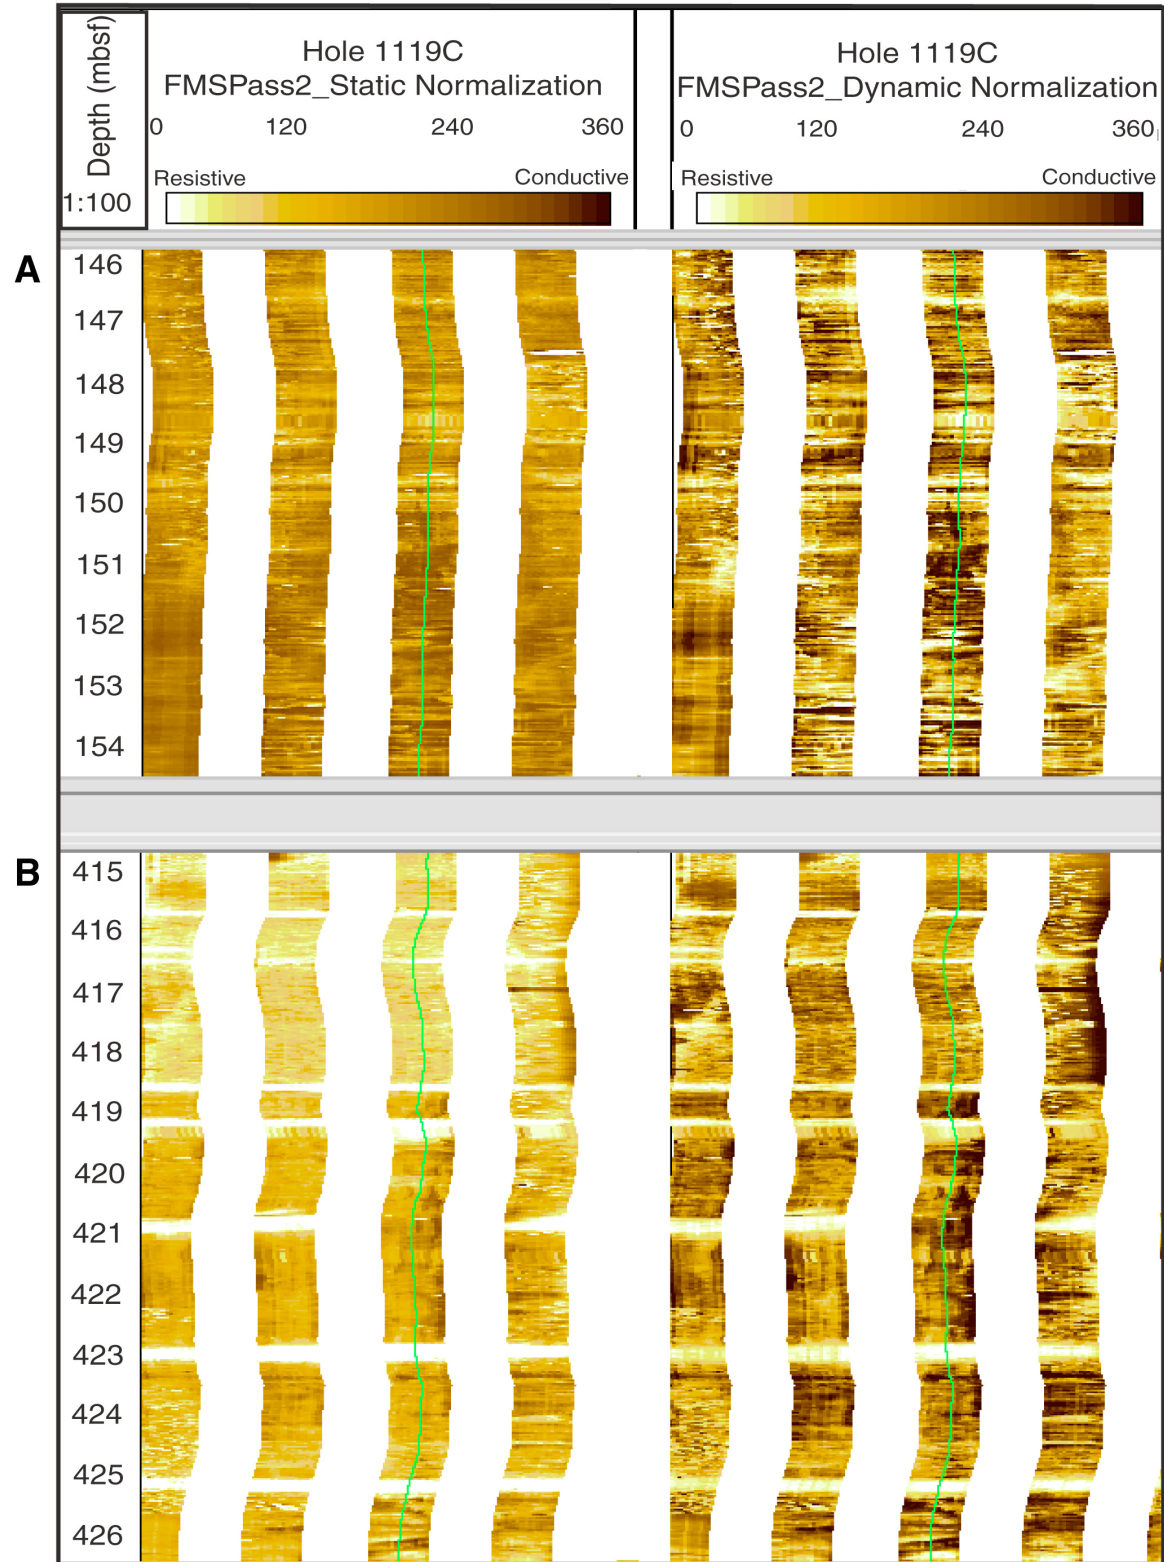 Depth (mbsf)
1:100
Hole 1119C
FMSPass2_Static Normalization
0 120 240 360
Resistive Conductive
Hole 1119C
FMSPass2_Dynamic Normalization
0 120 240 360
Resistive Conductive
A
146
147
148
149
150
151
152
153
154
B
415
416
417
418
419
420
421
422
423
424
425
426